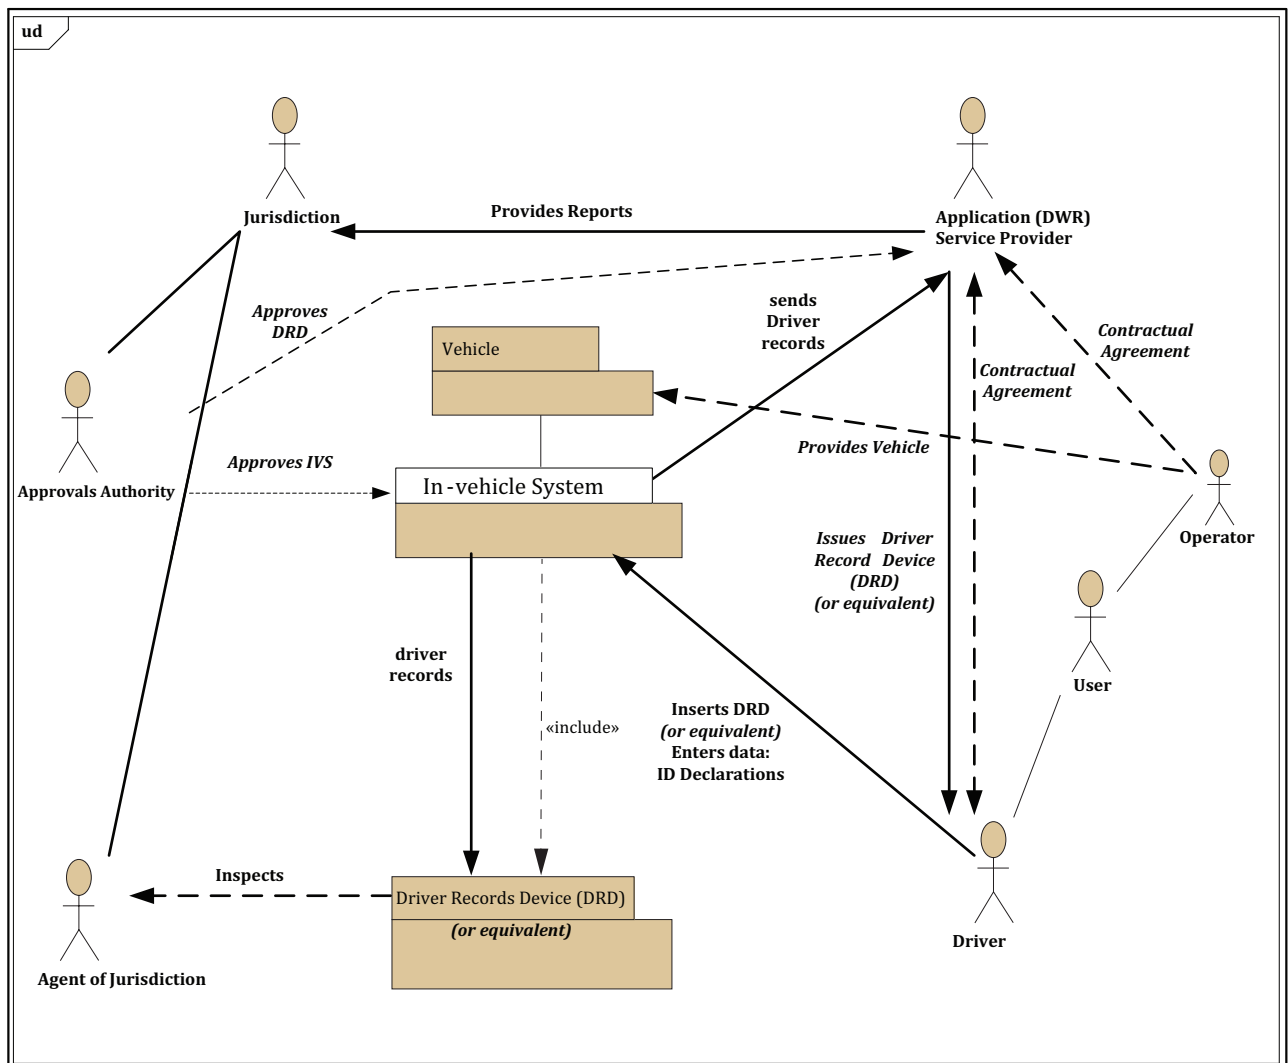 ud
Jurisdiction
Provides Reports
Application (DWR)
Service Provider
Approves
DRD
sends
Driver
records
Contractual
Agreement
Contractual
Agreement
Vehicle
Provides Vehicle
Approvals Authority
Approves IVS
In-vehicle System
Operator
Issues Driver
Record Device
(DRD)
(or equivalent)
User
driver
records
«include»
Inserts DRD
(or equivalent)
Enters data:
ID Declarations
Inspects
Driver Records Device (DRD)
(or equivalent)
Driver
Agent of Jurisdiction